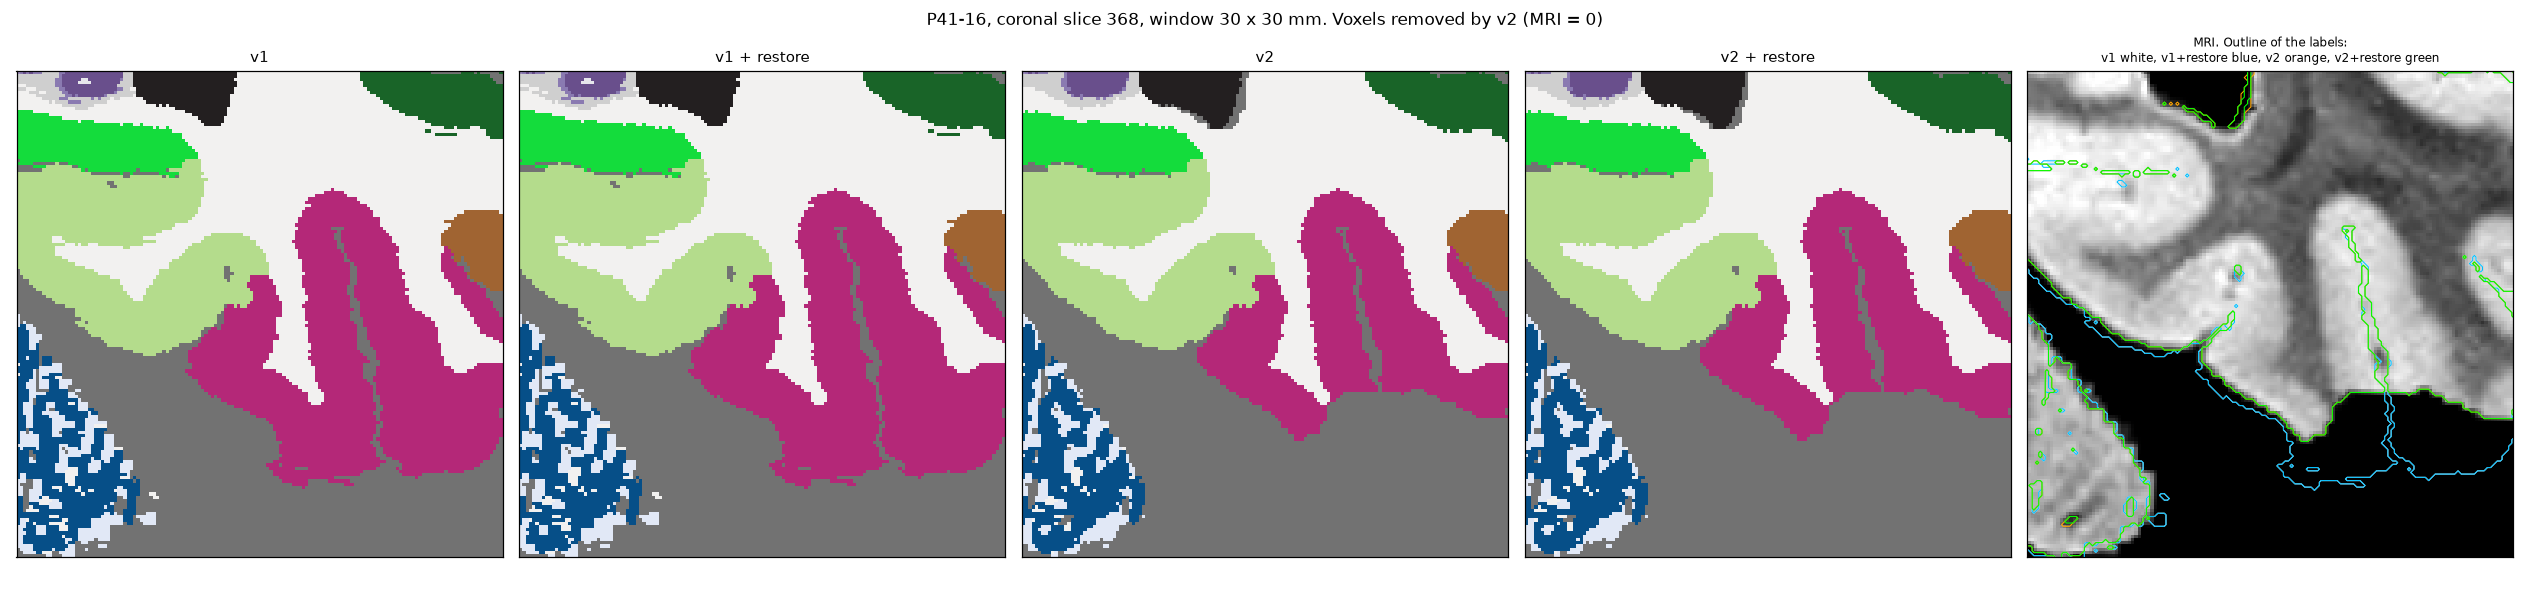 P41-16, coronal slice 368, window 30 x 30 mm. Voxels removed by v2 (MRI = 0)
v1
v1 + restore
v2
v2 + restore
MRI. Outline of the labels:
v1 white, v1+restore blue, v2 orange, v2+restore green